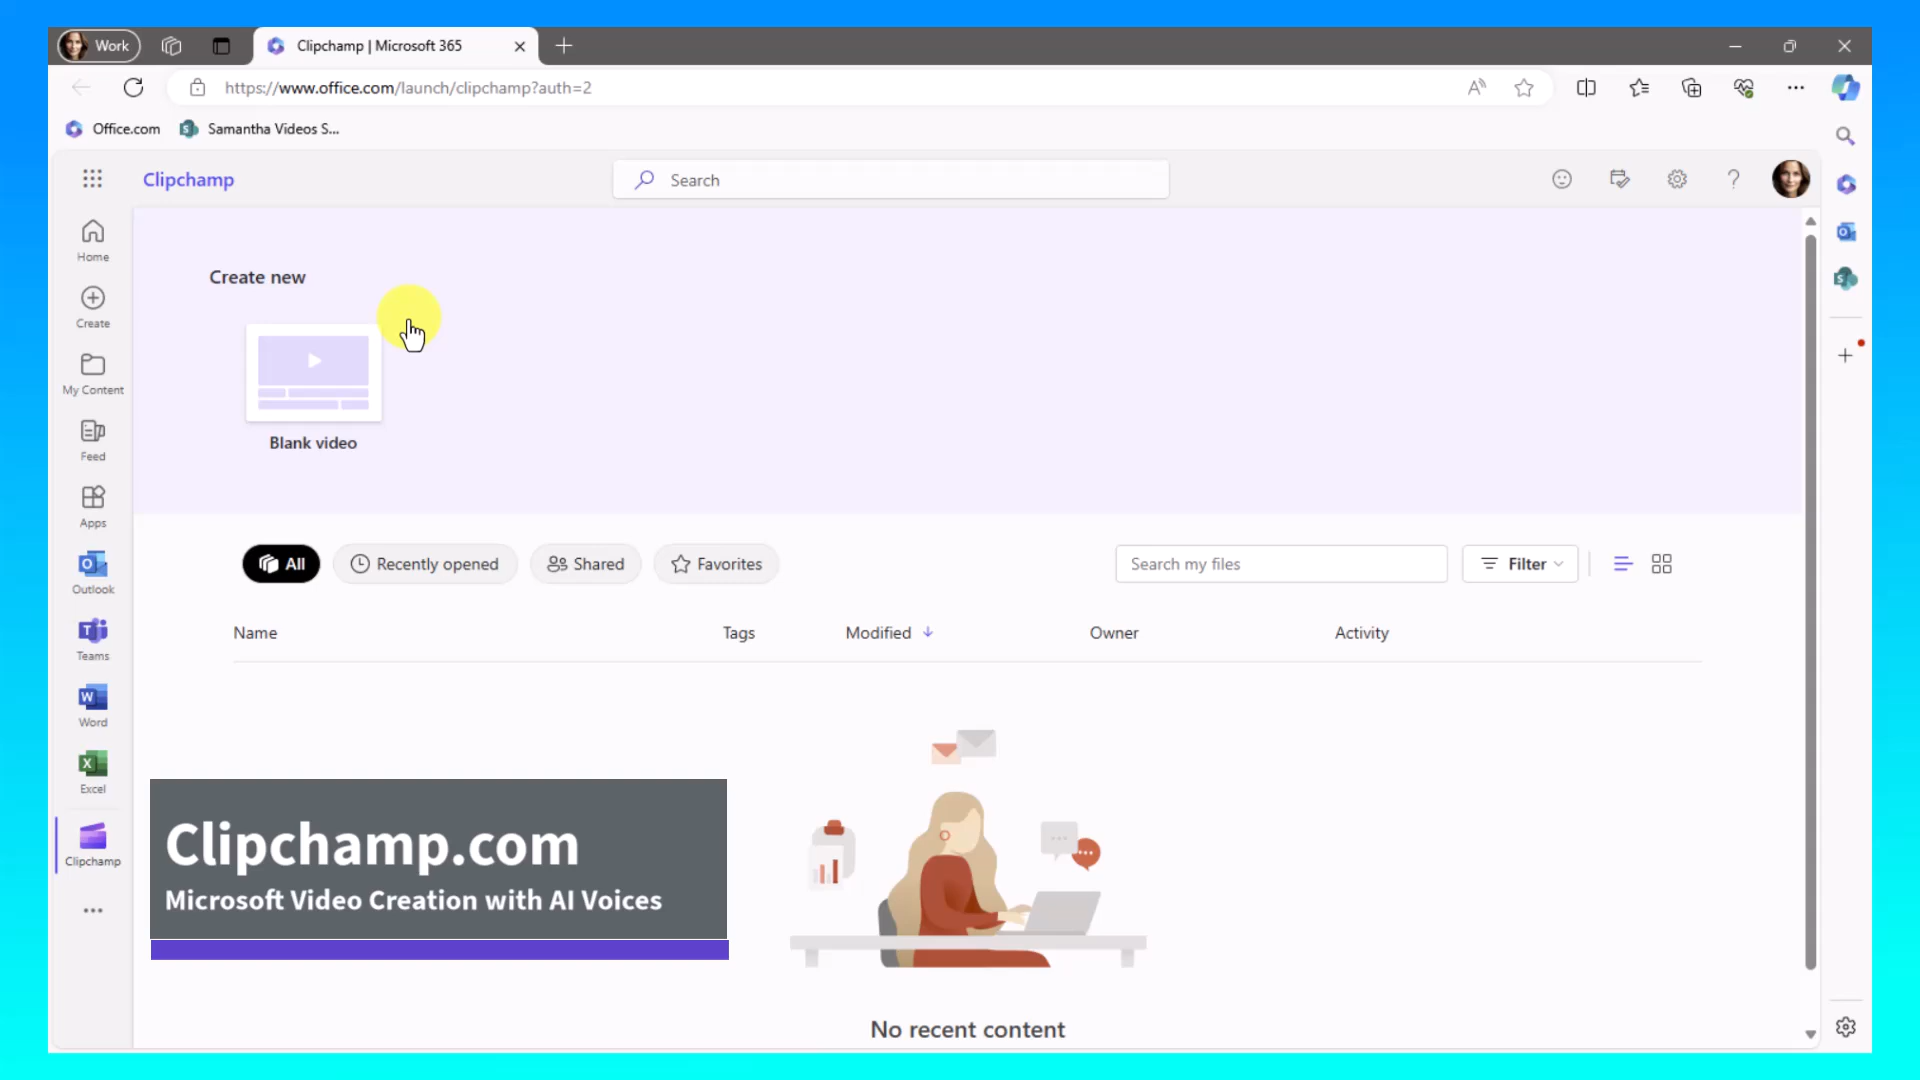 Work
Clipchamp | Microsoft 365
https://www.office.com/launch/clipchamp?auth=2
Office.com
Samantha Videos S...
Clipchamp
Search
Home
Create
My Content
Feed
Apps
Outlook
Teams
Word
Excel
Clipchamp
Create new
Blank video
All
Recently opened
Shared
Favorites
Search my files
Filter
Name
Tags
Modified
Owner
Activity
Clipchamp.com
Microsoft Video Creation with AI Voices
No recent content